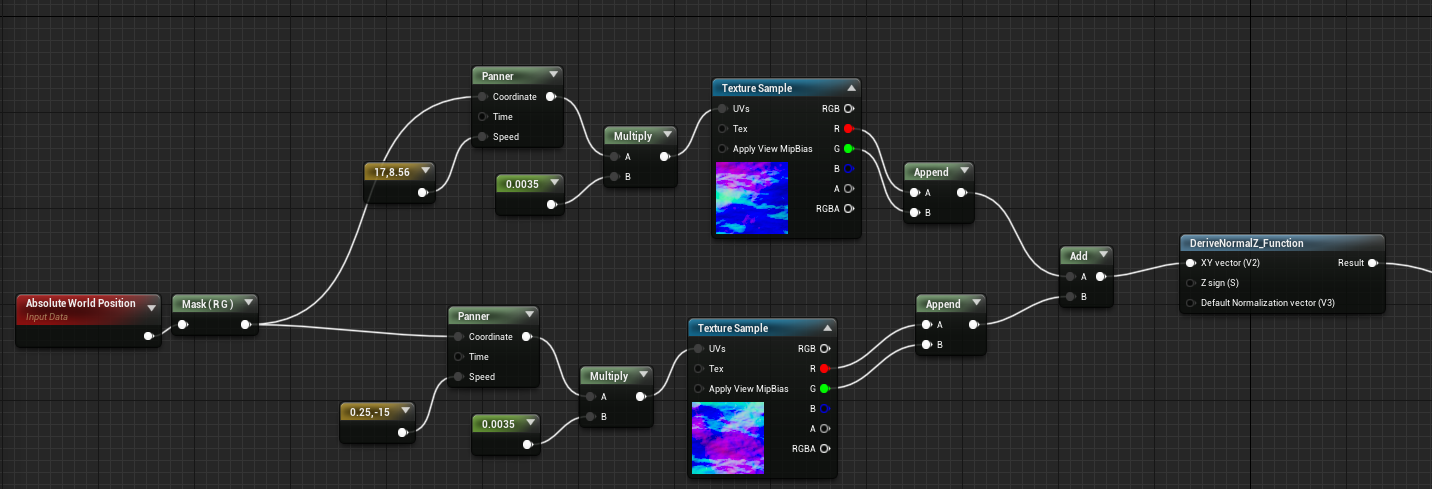 Absolute World Position
Input Data
Mask ( R G )
17,8.56
Panner
Coordinate
Time
Speed
0.0035
Multiply
A
B
Texture Sample
UVs RGB
Tex R
Apply View MipBias G
B
A
RGBA
Append
A
B
0.25,-15
Panner
Coordinate
Time
Speed
0.0035
Multiply
A
B
Texture Sample
UVs RGB
Tex R
Apply View MipBias G
B
A
RGBA
Append
A
B
Add
A
B
DeriveNormalZ_Function
XY vector (V2) Result
Z sign (S)
Default Normalization vector (V3)